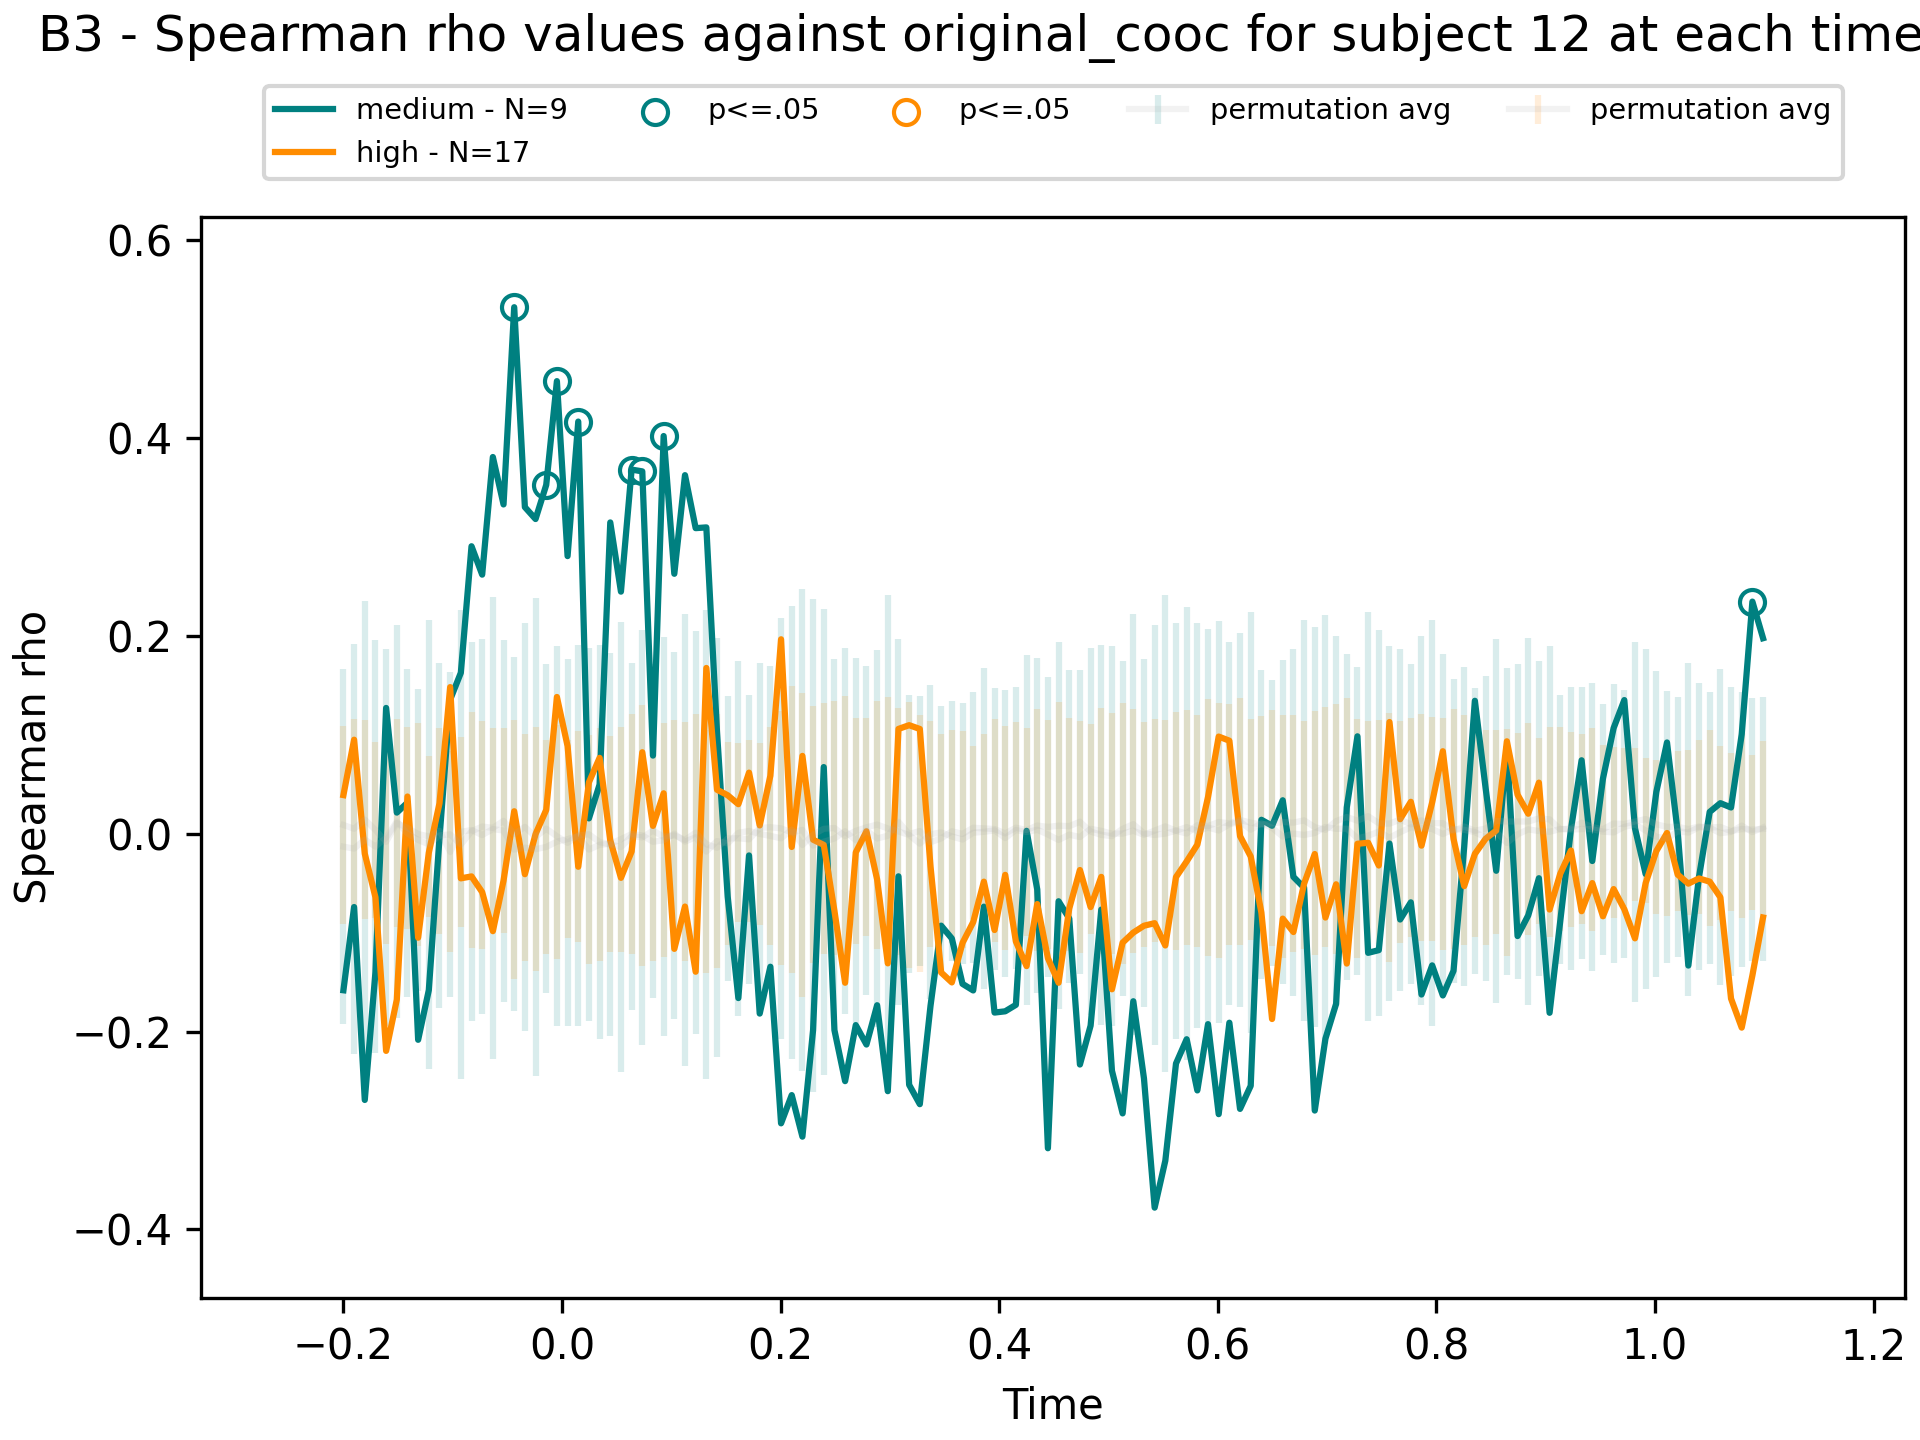 B3 - Spearman rho values against original_cooc for subject 12 at each time
medium - N=9
high - N=17
p<=.05
p<=.05
permutation avg
permutation avg
Spearman rho
0.6
0.4
0.2
0.0
−0.2
−0.4
−0.2
0.0
0.2
0.4
0.6
0.8
1.0
1.2
Time